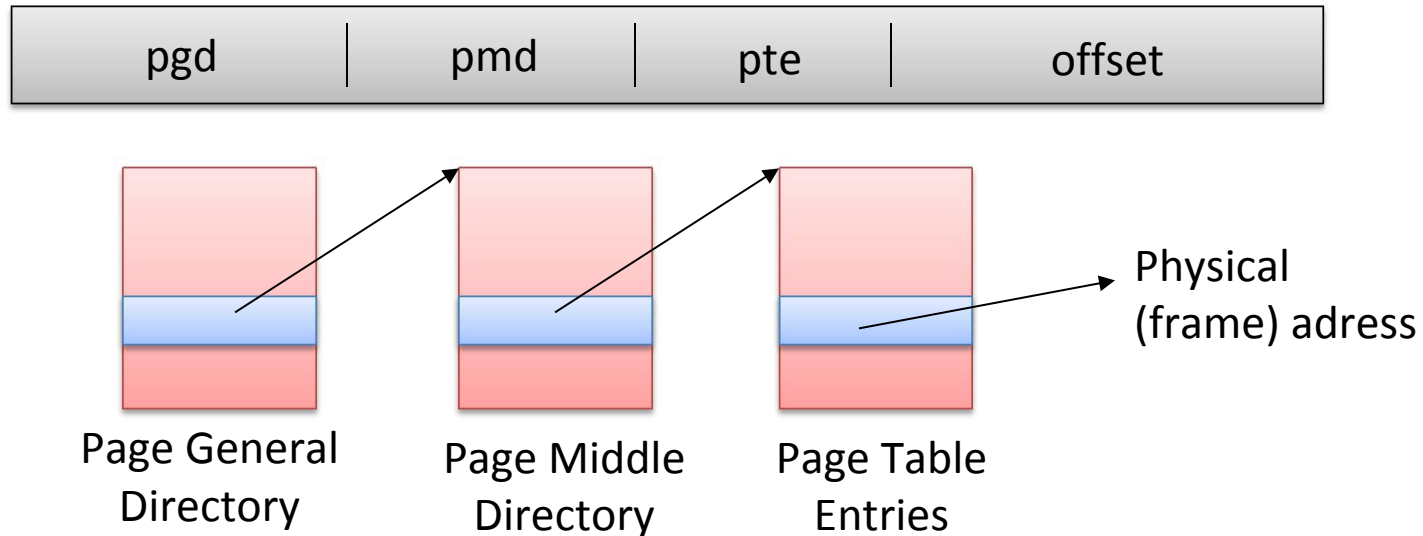 pgd pmd pte offset
Physical
(frame) adress
Page General
Directory
Page Middle
Directory
Page Table
Entries